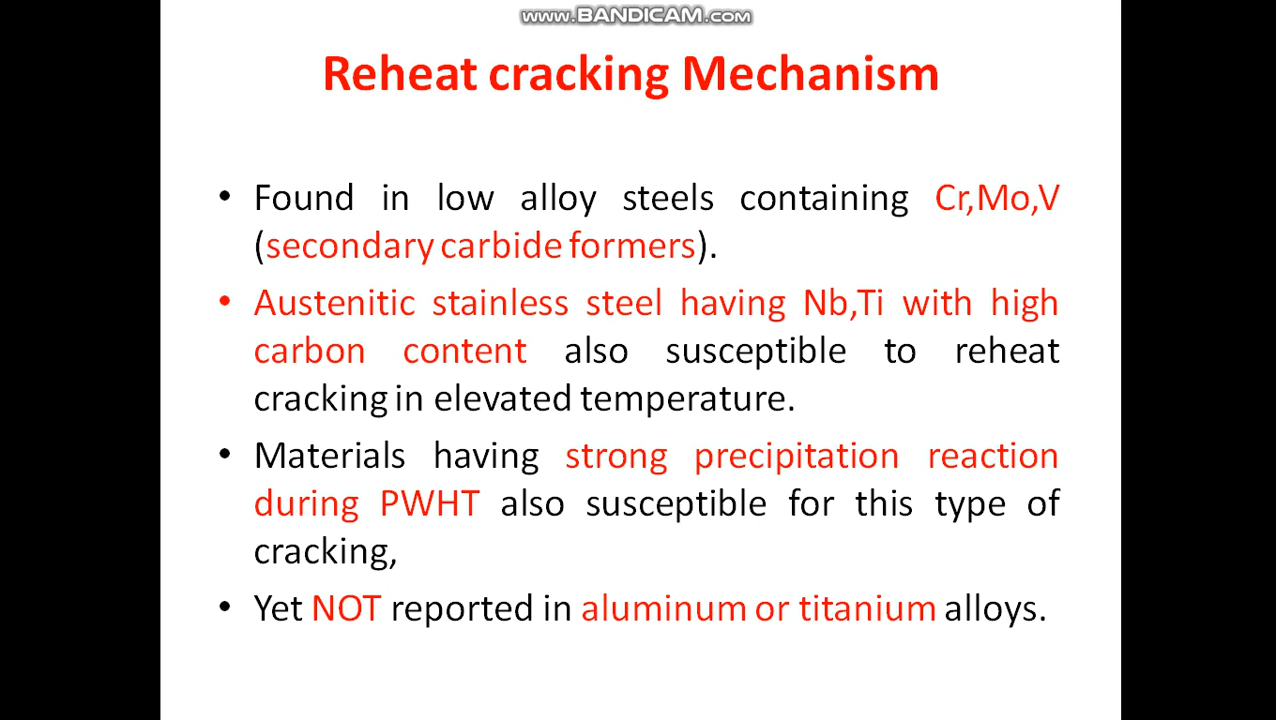 www.BANDICAM.com
Reheat cracking Mechanism
• Found in low alloy steels containing Cr,Mo,V
(secondary carbide formers).
• Austenitic stainless steel having Nb,Ti with high
carbon content also susceptible to reheat
cracking in elevated temperature.
• Materials having strong precipitation reaction
during PWHT also susceptible for this type of
cracking,
• Yet NOT reported in aluminum or titanium alloys.